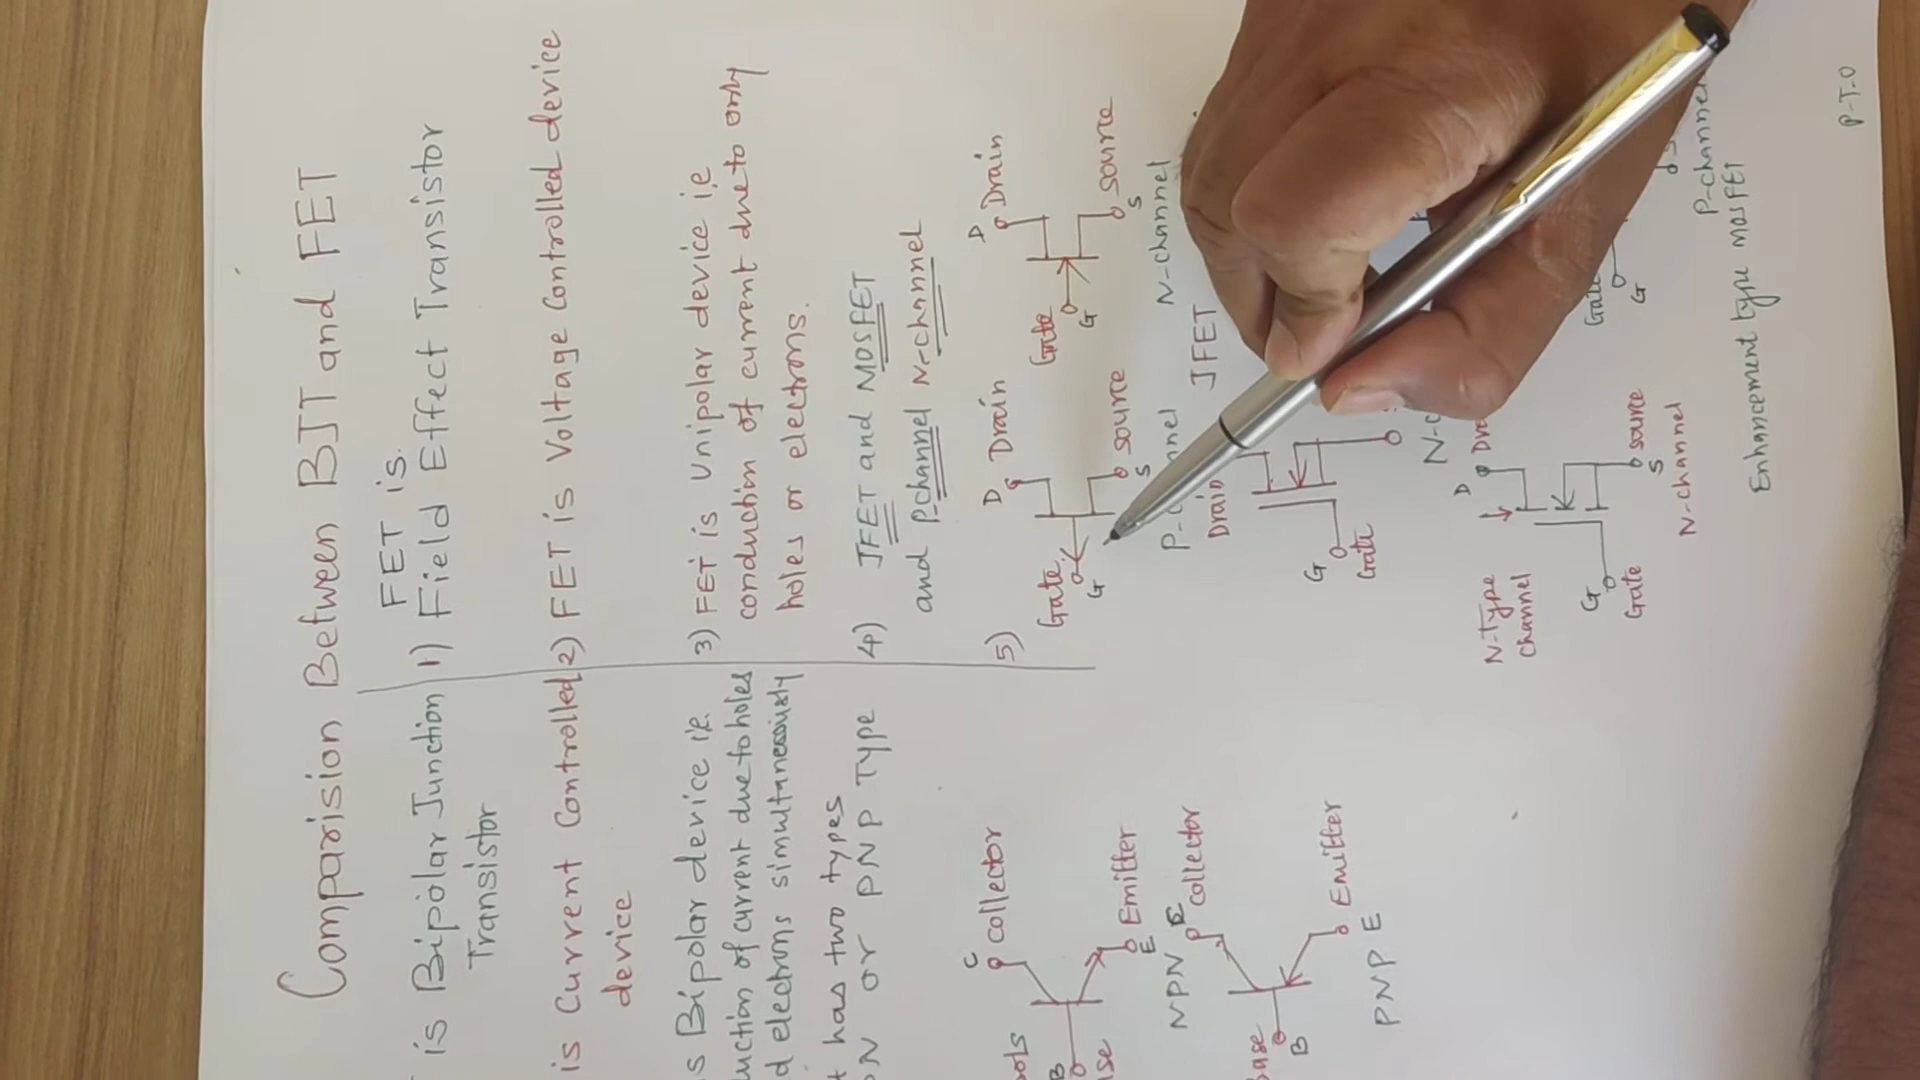 Comparision Between BJT and FET
is Bipolar Junction
Transistor
is Current Controlled
device
Bipolar device i.e.
of current due to holes
electrons simultaneously
has two types
or PNP Type
C
Collector
B
Emitter
E
NPN
Collector
B
Emitter
E
PNP
FET is.
1) Field Effect Transistor
2) FET is Voltage Controlled device
3) FET is Unipolar device i.e
conduction of current due to only
holes or electrons.
4) JFET and MOSFET
and P-channel N-channel
5)
D Drain
Gate
G
source
S
D Drain
Gate
G
source
S
N-channel
JFET
Drain
G
Gate
N-type
channel
D
G
Gate
source
S
N-channel
G
P-channel
Enhancement type MOSFET
P.T.O